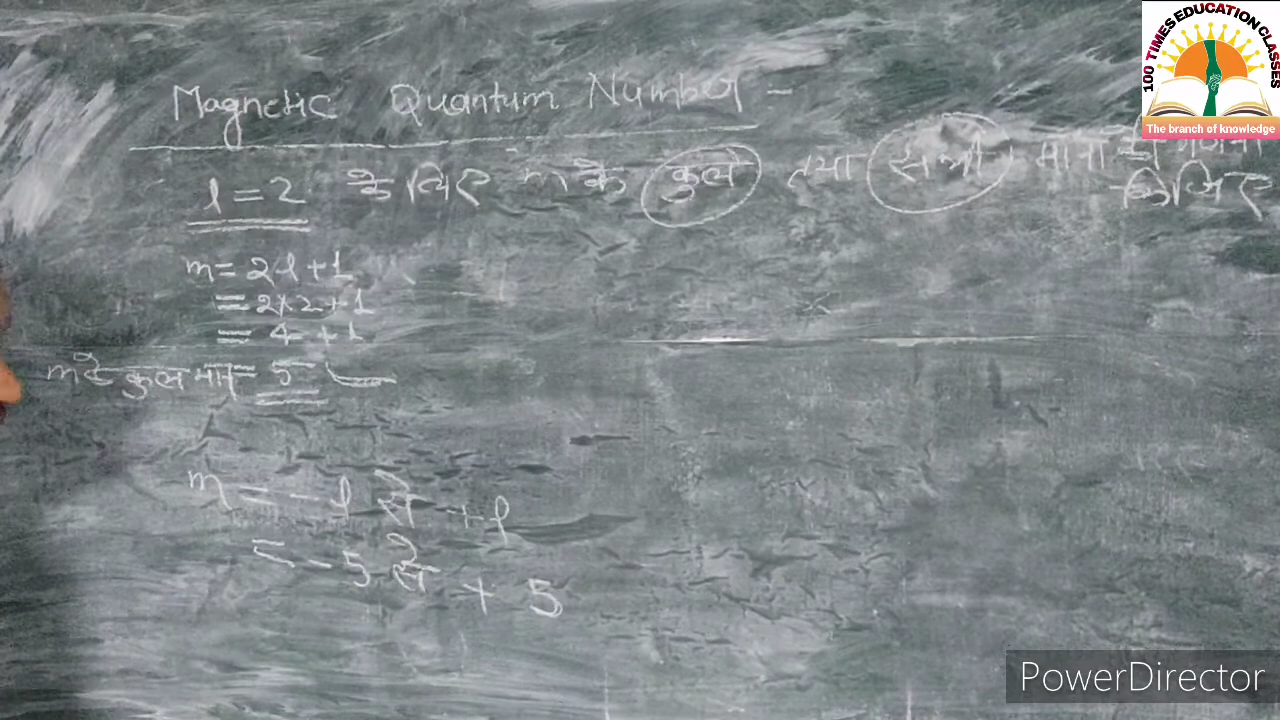 100 TIMES EDUCATION CLASSES
The branch of knowledge
Magnetic Quantum Number -
l = 2 के लिए m के कुल तथा सभी मानो की गणना
किजिए
m = 2l + 1
= 2×2+1
= 4+1
m के कुल मान = 5
m = -l से +l
= -5 से + 5
PowerDirector